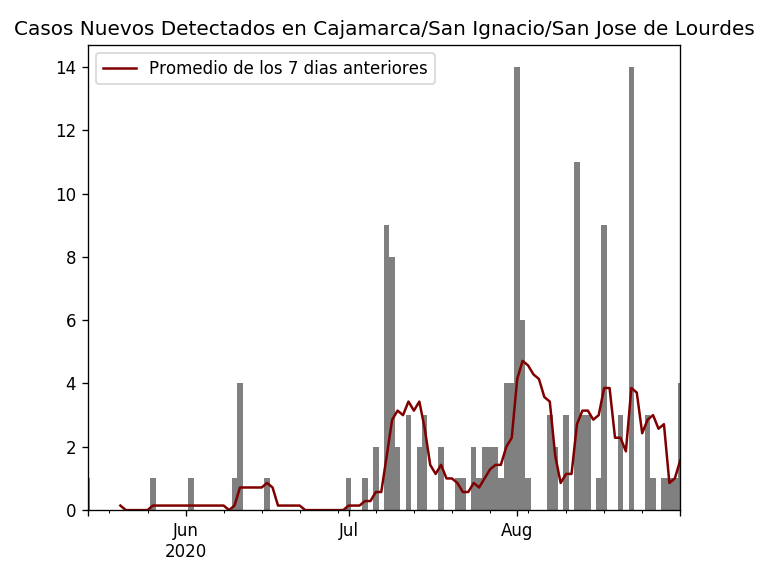 Casos Nuevos Detectados en Cajamarca/San Ignacio/San Jose de Lourdes
Promedio de los 7 dias anteriores
14
12
10
8
6
4
2
0
Jun
2020
Jul
Aug